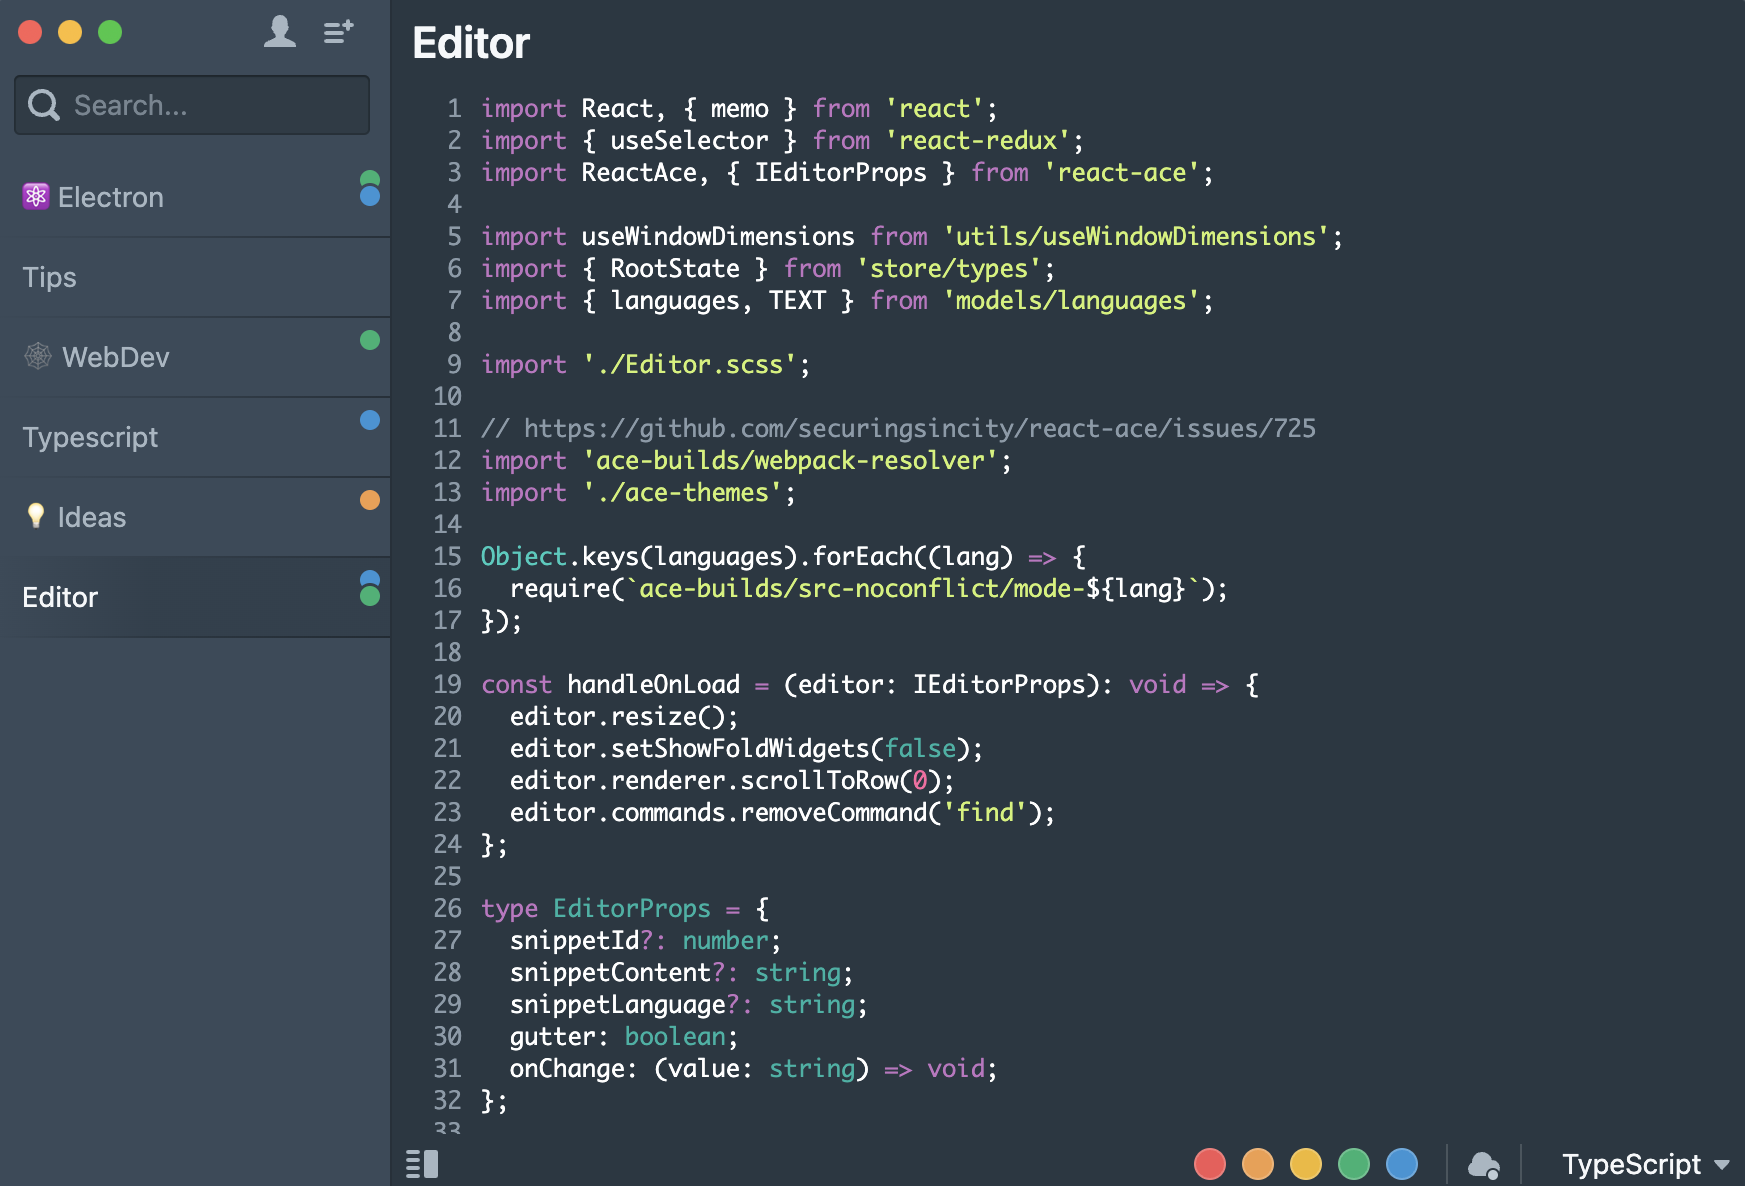 Search...
Electron
Tips
WebDev
Typescript
Ideas
Editor
Editor
1 import React, { memo } from 'react';
2 import { useSelector } from 'react-redux';
3 import ReactAce, { IEditorProps } from 'react-ace';
4
5 import useWindowDimensions from 'utils/useWindowDimensions';
6 import { RootState } from 'store/types';
7 import { languages, TEXT } from 'models/languages';
8
9 import './Editor.scss';
10
11 // https://github.com/securingsincity/react-ace/issues/725
12 import 'ace-builds/webpack-resolver';
13 import './ace-themes';
14
15 Object.keys(languages).forEach((lang) => {
16   require(`ace-builds/src-noconflict/mode-${lang}`);
17 });
18
19 const handleOnLoad = (editor: IEditorProps): void => {
20   editor.resize();
21   editor.setShowFoldWidgets(false);
22   editor.renderer.scrollToRow(0);
23   editor.commands.removeCommand('find');
24 };
25
26 type EditorProps = {
27   snippetId?: number;
28   snippetContent?: string;
29   snippetLanguage?: string;
30   gutter: boolean;
31   onChange: (value: string) => void;
32 };
33
TypeScript